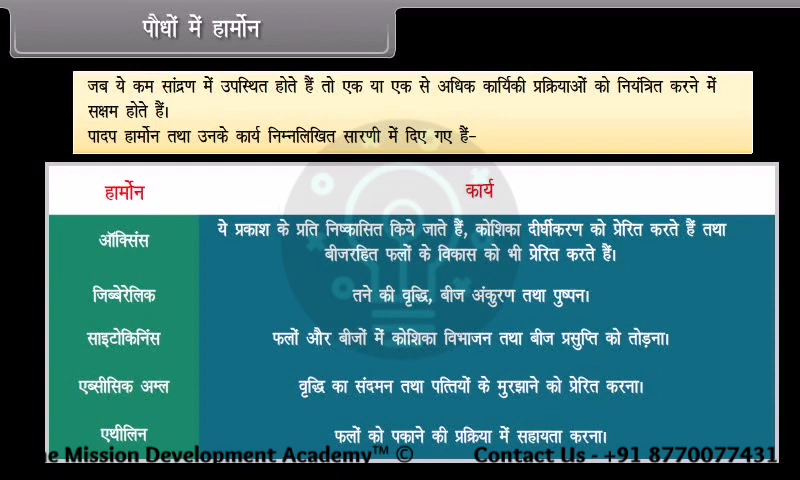 पौधों में हार्मोन
जब ये कम सांद्रण में उपस्थित होते हैं तो एक या एक से अधिक कार्यिकी प्रक्रियाओं को नियंत्रित करने में
सक्षम होते हैं।
पादप हार्मोन तथा उनके कार्य निम्नलिखित सारणी में दिए गए हैं-
हार्मोन कार्य
ऑक्सिंस ये प्रकाश के प्रति निष्कासित किये जाते हैं, कोशिका दीर्घीकरण को प्रेरित करते हैं तथा
बीजरहित फलों के विकास को भी प्रेरित करते हैं।
जिब्बेरेलिक तने की वृद्धि, बीज अंकुरण तथा पुष्पन।
साइटोकिनिंस फलों और बीजों में कोशिका विभाजन तथा बीज प्रसुप्ति को तोड़ना।
एब्सीसिक अम्ल वृद्धि का संदमन तथा पत्तियों के मुरझाने को प्रेरित करना।
एथीलिन फलों को पकाने की प्रक्रिया में सहायता करना।
he Mission Development Academy™ © Contact Us - +91 8770077431